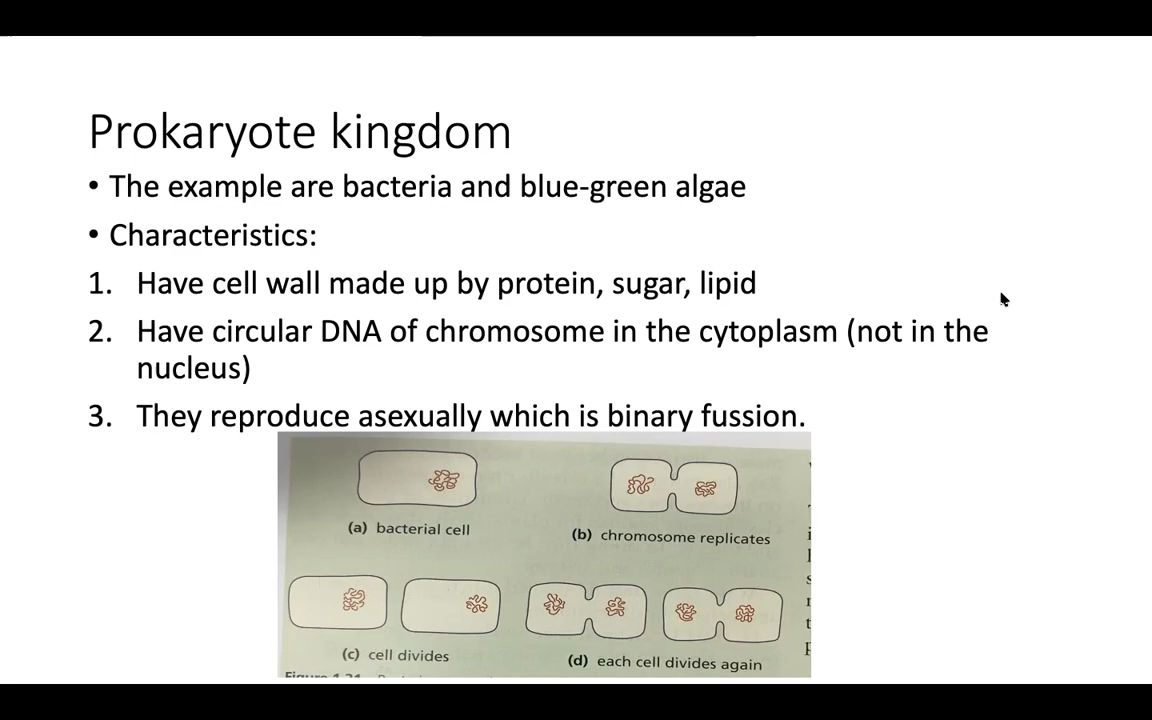 Prokaryote kingdom
• The example are bacteria and blue-green algae
• Characteristics:
1. Have cell wall made up by protein, sugar, lipid
2. Have circular DNA of chromosome in the cytoplasm (not in the
nucleus)
3. They reproduce asexually which is binary fussion.
(a) bacterial cell
(b) chromosome replicates
(c) cell divides
(d) each cell divides again